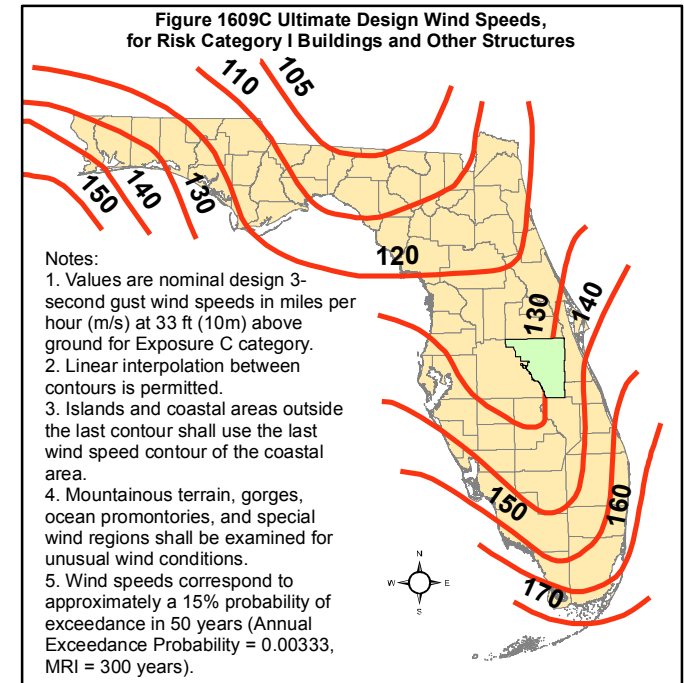 Figure 1609C Ultimate Design Wind Speeds,
for Risk Category I Buildings and Other Structures
105
110
150
140
130
120
130
140
Notes:
1. Values are nominal design 3-
second gust wind speeds in miles per
hour (m/s) at 33 ft (10m) above
ground for Exposure C category.
2. Linear interpolation between
contours is permitted.
3. Islands and coastal areas outside
the last contour shall use the last
wind speed contour of the coastal
area.
4. Mountainous terrain, gorges,
ocean promontories, and special
wind regions shall be examined for
unusual wind conditions.
5. Wind speeds correspond to
approximately a 15% probability of
exceedance in 50 years (Annual
Exceedance Probability = 0.00333,
MRI = 300 years).
150
160
170
N
W E
S